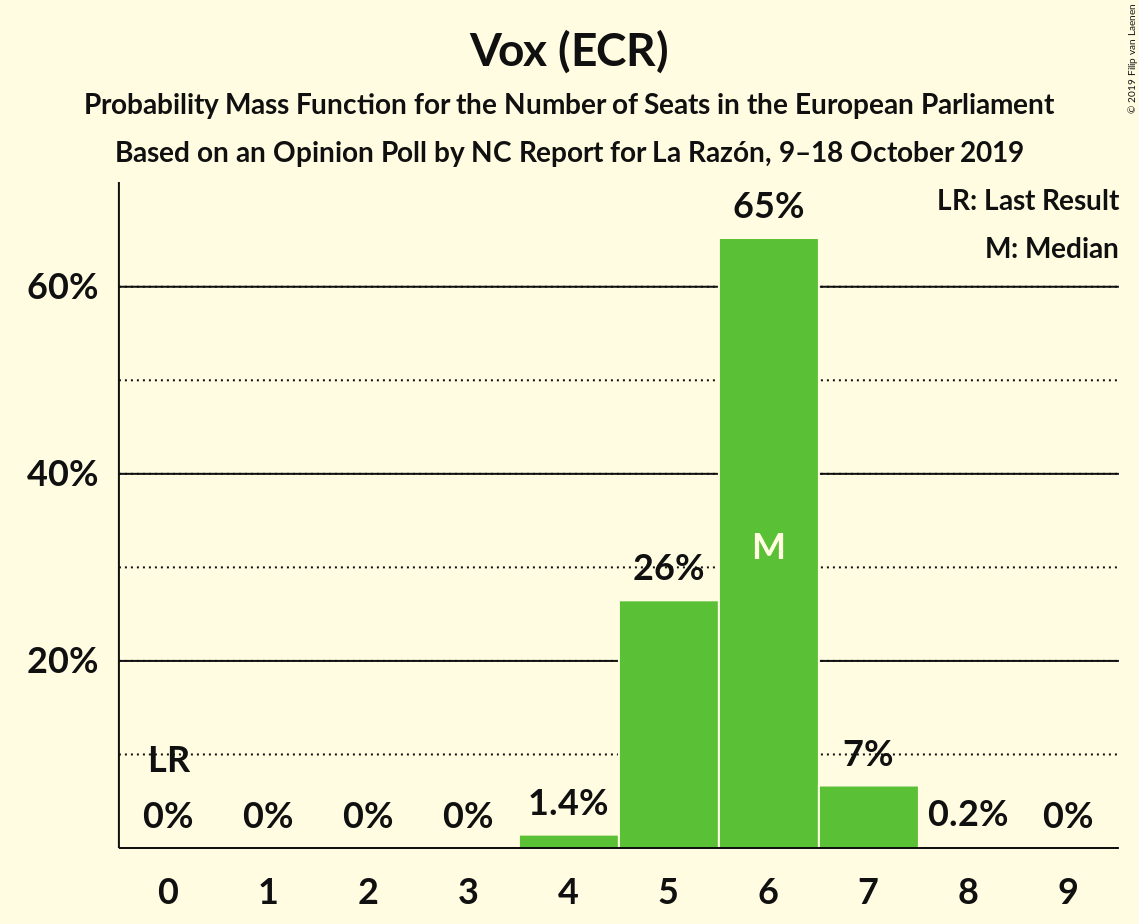 Vox (ECR)
Probability Mass Function for the Number of Seats in the European Parliament
Based on an Opinion Poll by NC Report for La Razón, 9–18 October 2019
© 2019 Filip van Laenen
LR: Last Result
M: Median
65%
60%
40%
M
26%
20%
LR
7%
0% 0% 0% 0% 1.4% 0.2% 0%
0 1 2 3 4 5 6 7 8 9